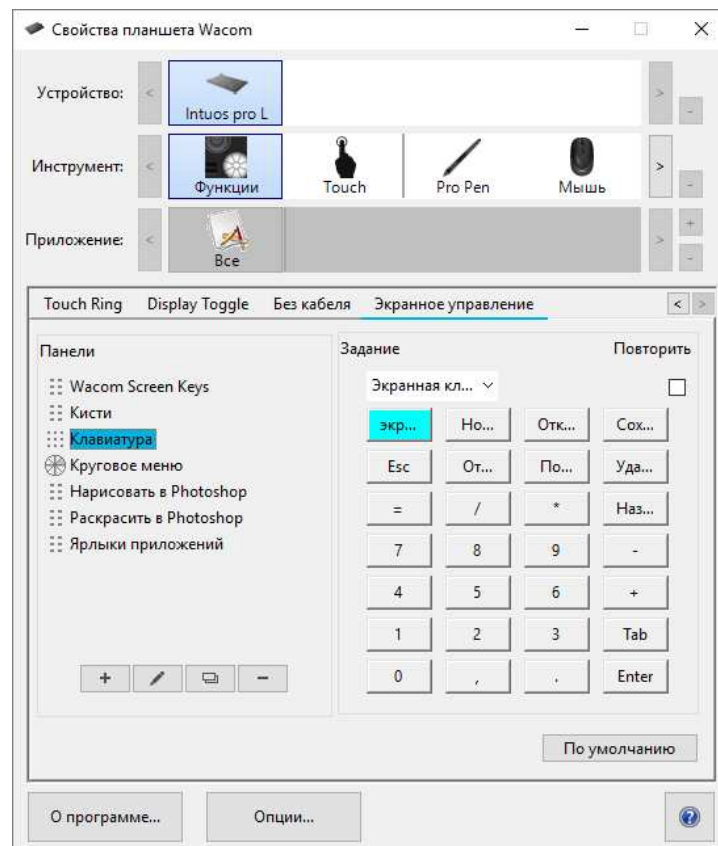 Свойства планшета Wacom
Устройство:
Intuos pro L
Инструмент:
Функции Touch Pro Pen Мышь
Приложение:
Все
Touch Ring Display Toggle Без кабеля Экранное управление
Панели
Wacom Screen Keys
Кисти
Клавиатура
Круговое меню
Нарисовать в Photoshop
Раскрасить в Photoshop
Ярлыки приложений
Задание Повторить
Экранная кл...
экр... Но... Отк... Сох...
Esc От... По... Уда...
= / * Наз...
7 8 9 -
4 5 6 +
1 2 3 Tab
0 , . Enter
По умолчанию
О программе... Опции...